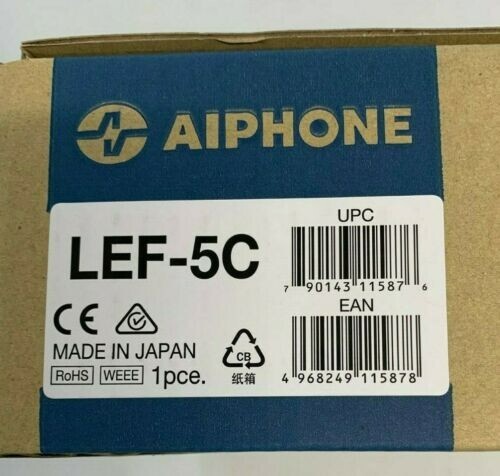 AIPHONE
LEF-5C
UPC
7 90143 11587 6
EAN
4 968249 115878
CE
MADE IN JAPAN
RoHS WEEE 1pce.
CB
纸箱